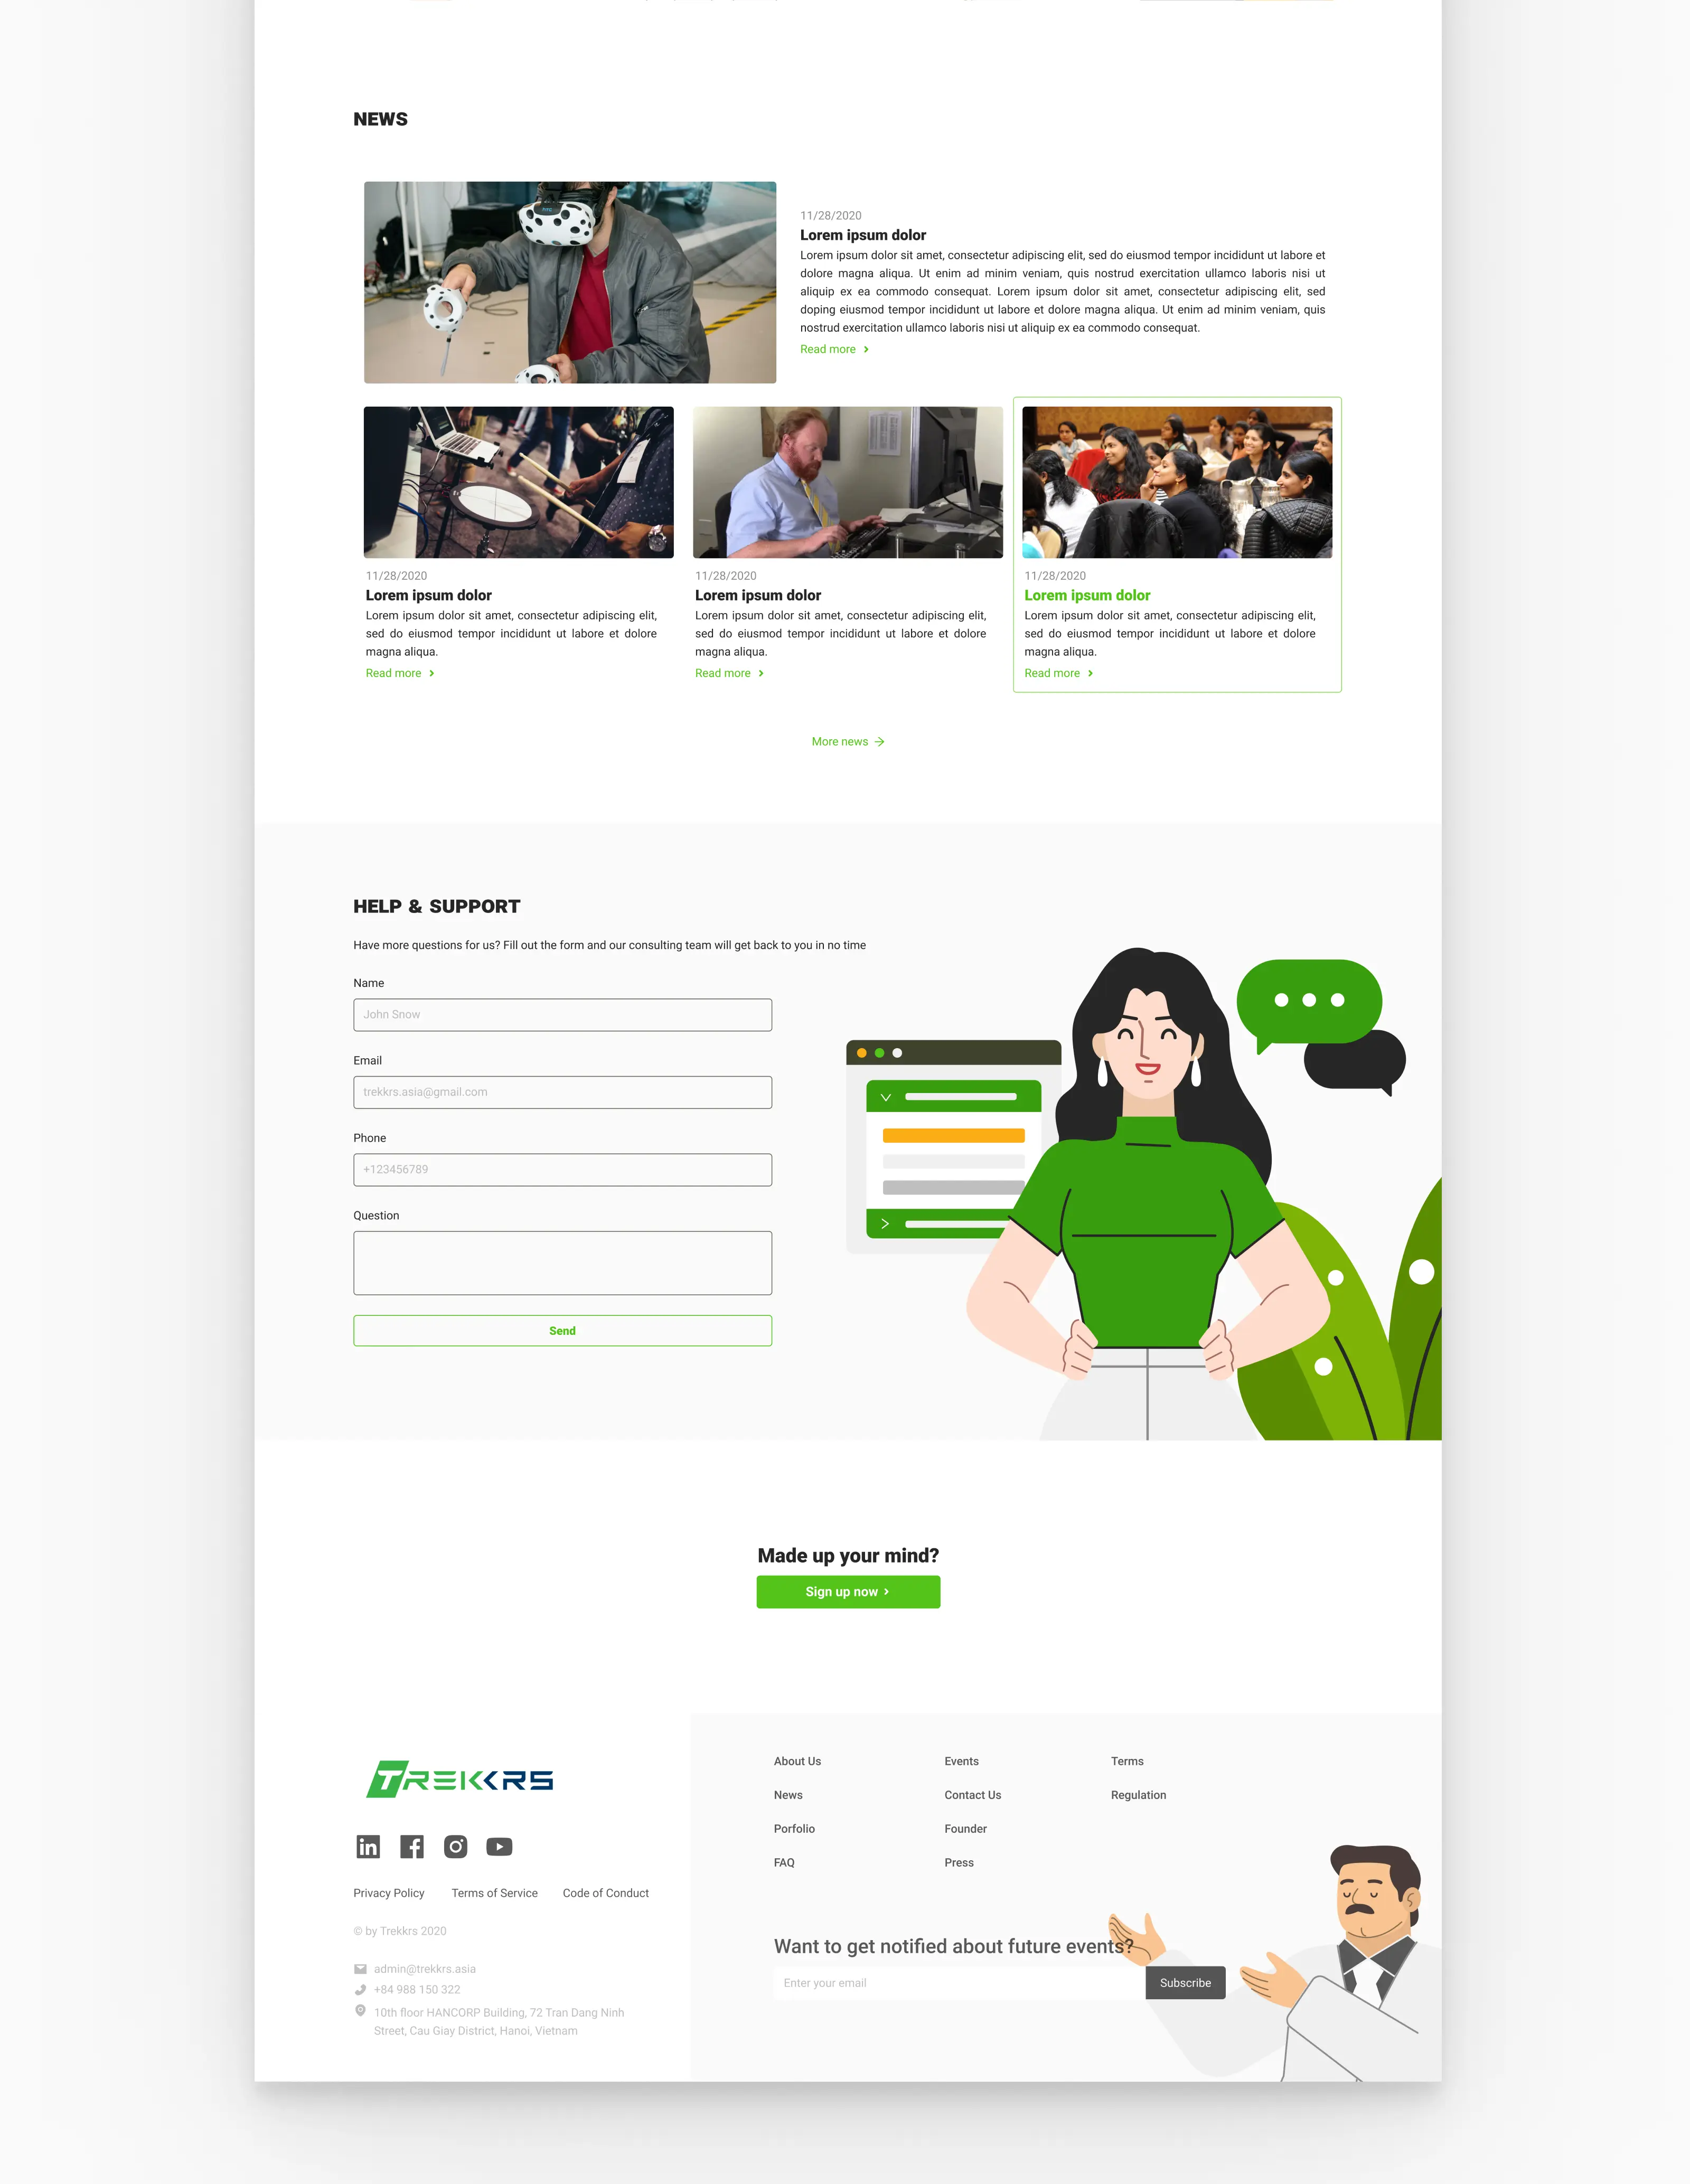 NEWS
11/28/2020
Lorem ipsum dolor
Lorem ipsum dolor sit amet, consectetur adipiscing elit, sed do eiusmod tempor incididunt ut labore et
dolore magna aliqua. Ut enim ad minim veniam, quis nostrud exercitation ullamco laboris nisi ut
aliquip ex ea commodo consequat. Lorem ipsum dolor sit amet, consectetur adipiscing elit, sed
doping eiusmod tempor incididunt ut labore et dolore magna aliqua. Ut enim ad minim veniam, quis
nostrud exercitation ullamco laboris nisi ut aliquip ex ea commodo consequat.
Read more
11/28/2020
Lorem ipsum dolor
Lorem ipsum dolor sit amet, consectetur adipiscing elit,
sed do eiusmod tempor incididunt ut labore et dolore
magna aliqua.
Read more
11/28/2020
Lorem ipsum dolor
Lorem ipsum dolor sit amet, consectetur adipiscing elit,
sed do eiusmod tempor incididunt ut labore et dolore
magna aliqua.
Read more
11/28/2020
Lorem ipsum dolor
Lorem ipsum dolor sit amet, consectetur adipiscing elit,
sed do eiusmod tempor incididunt ut labore et dolore
magna aliqua.
Read more
More news
HELP & SUPPORT
Have more questions for us? Fill out the form and our consulting team will get back to you in no time
Name
John Snow
Email
trekkrs.asia@gmail.com
Phone
+123456789
Question
Send
Made up your mind?
Sign up now
TREKKRS
in
Privacy Policy
Terms of Service
Code of Conduct
© by Trekkrs 2020
admin@trekkrs.asia
+84 988 150 322
10th floor HANCORP Building, 72 Tran Dang Ninh
Street, Cau Giay District, Hanoi, Vietnam
About Us
News
Porfolio
FAQ
Events
Contact Us
Founder
Press
Terms
Regulation
Want to get notified about future events?
Enter your email
Subscribe